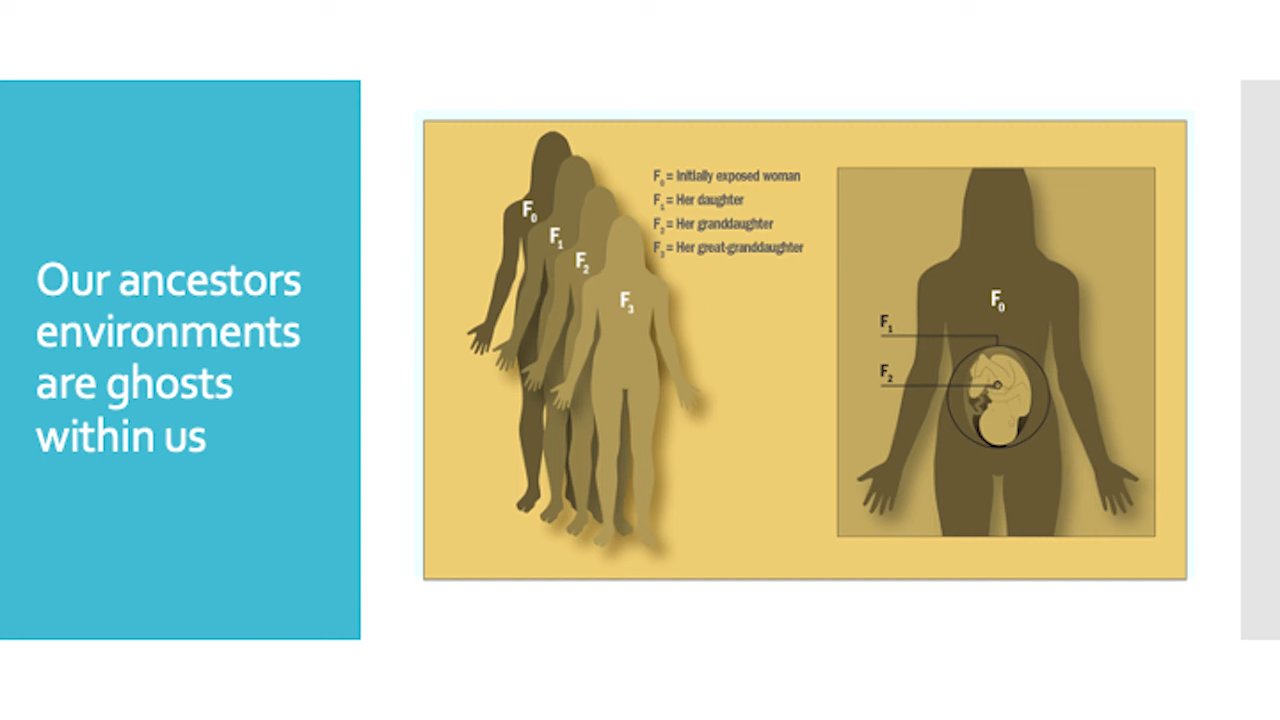 Our ancestors
environments
are ghosts
within us
F0 = Initially exposed woman
F1 = Her daughter
F2 = Her granddaughter
F3 = Her great-granddaughter
F0
F1
F2
F3
F0
F1
F2